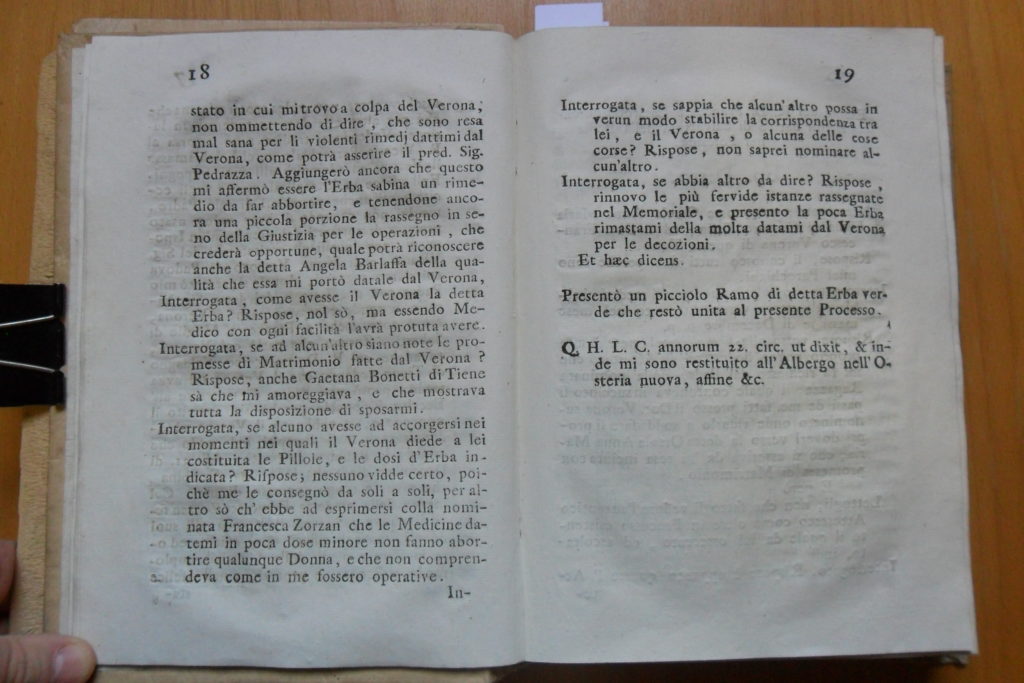 18
stato in cui mi trovo a colpa del Verona,
non ommettendo di dire, che sono resa
mal sana per li violenti rimedj dattimi dal
Verona, come potrà asserire il pred. Sig.
Pedrazza. Aggiungerò ancora che questo
mi affermò essere l'Erba sabina un rime-
dio da far abbortire, e tenendone anco-
ra una piccola porzione la rassegno in se-
no della Giustizia per le operazioni, che
crederà opportune, quale potrà riconoscere
anche la detta Angela Barlaffa della qua-
lità che essa mi portò datale dal Verona,
Interrogata, come avesse il Verona la detta
Erba? Rispose, nol sò, ma essendo Me-
dico con ogni facilità l'avrà protuta avere.
Interrogata, se ad alcun'altro siano note le pro-
messe di Matrimonio fatte dal Verona?
Rispose, anche Gaetana Bonetti di Tiene
sà che mi amoreggiava, e che mostrava
tutta la disposizione di sposarmi.
Interrogata, se alcuno avesse ad accorgersi nei
momenti nei quali il Verona diede a lei
costituita le Pillole, e le dosi d'Erba in-
dicata? Rispose; nessuno vidde certo, poi-
chè me le consegnò da soli a soli, per al-
tro sò ch' ebbe ad esprimersi colla nomi-
nata Francesca Zorzan che le Medicine da-
temi in poca dose minore non fanno abor-
tire qualunque Donna, e che non compren-
deva come in me fossero operative.
In-
19
Interrogata, se sappia che alcun'altro possa in
verun modo stabilire la corrispondenza tra
lei, e il Verona, o alcuna delle cose
corse? Rispose, non saprei nominare al-
cun'altro.
Interrogata, se abbia altro da dire? Rispose,
rinnovo le più fervide istanze rassegnate
nel Memoriale, e presento la poca Erba
rimastami della molta datami dal Verona
per le decozioni.
Et hæc dicens.
Presentò un picciolo Ramo di detta Erba ver-
de che restò unita al presente Processo.
Q. H. L. C. annorum 22. circ. ut dixit, & in-
de mi sono restituito all'Albergo nell'O-
steria nuova, affine &c.